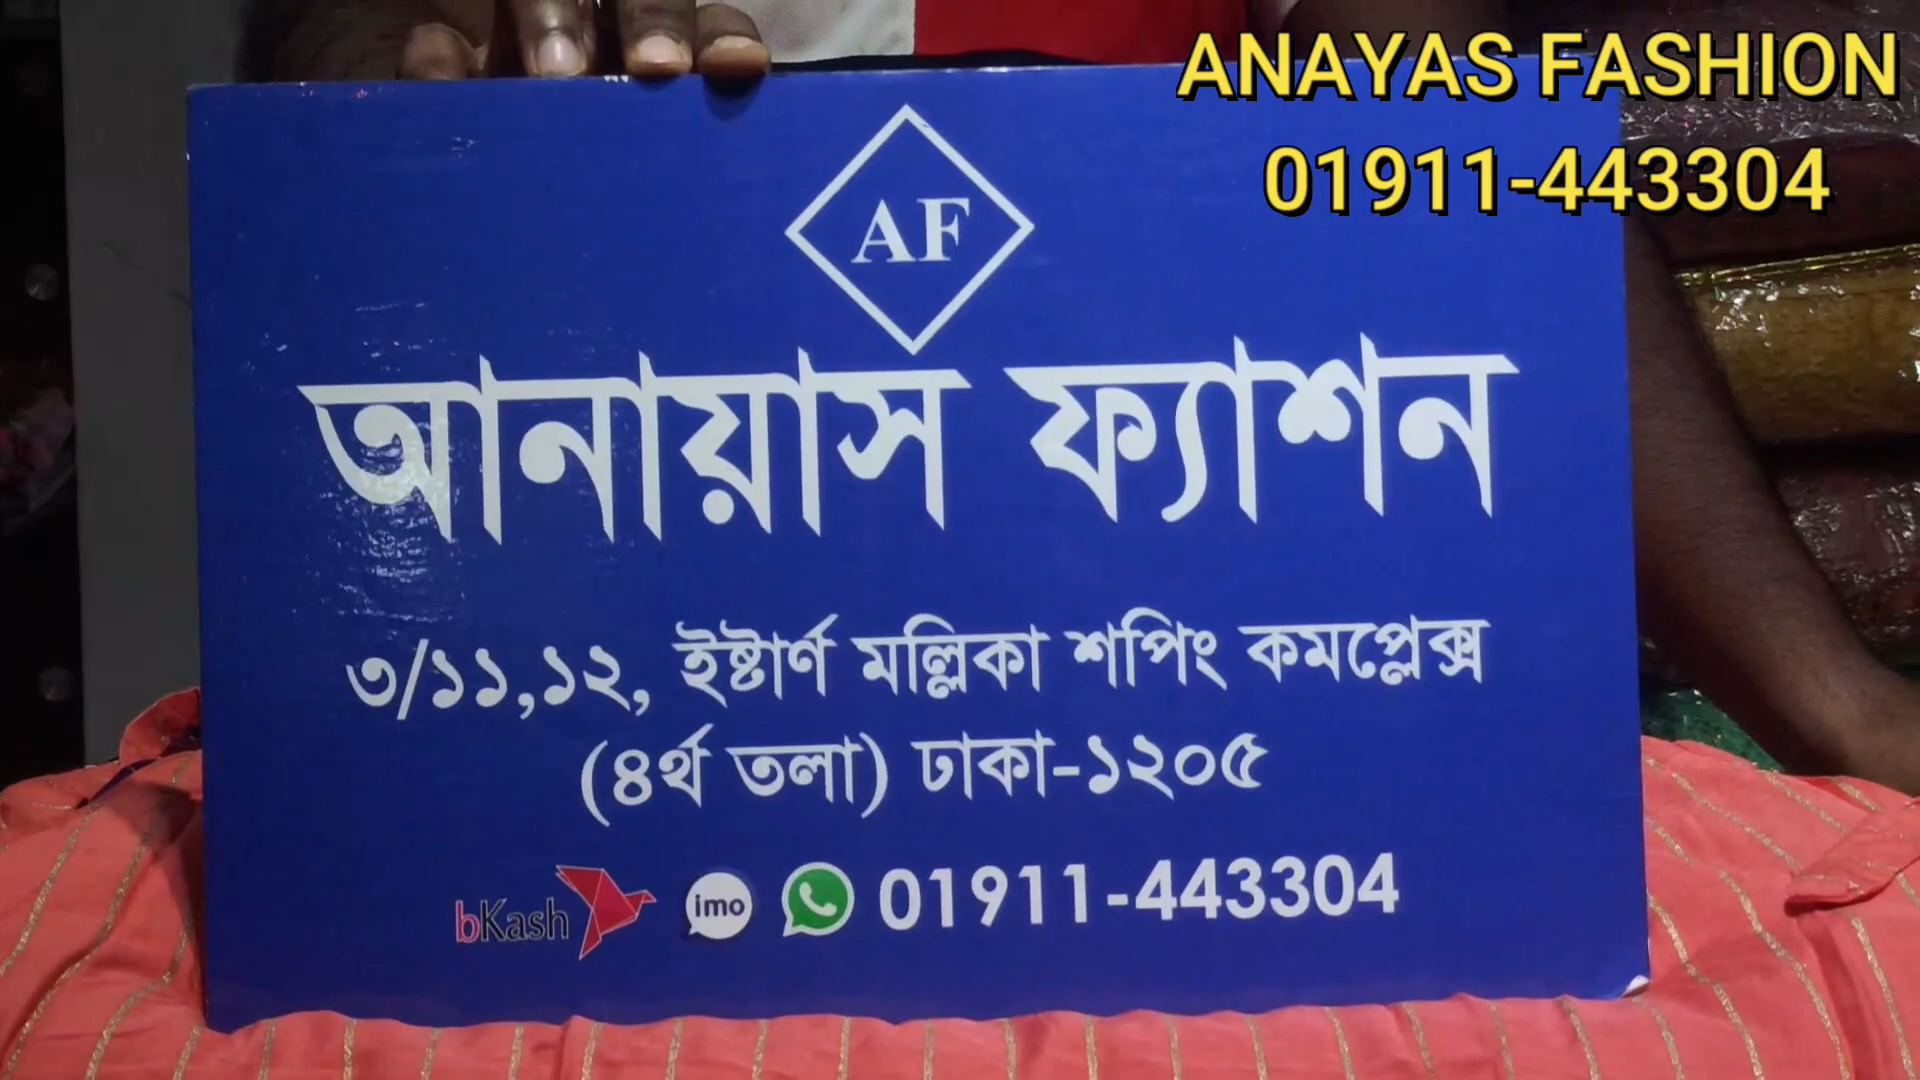 ANAYAS FASHION
01911-443304
AF
আনায়াস ফ্যাশন
৩/১১,১২, ইষ্টার্ণ মল্লিকা শপিং কমপ্লেক্স
(৪র্থ তলা) ঢাকা-১২০৫
bKash imo 01911-443304